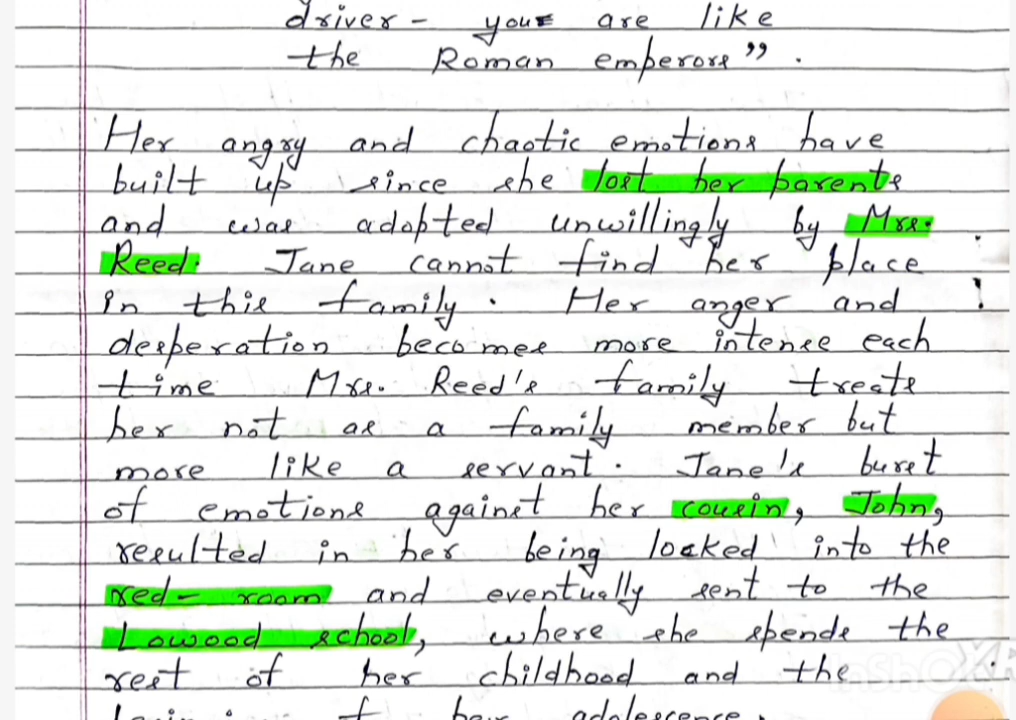 driver - you are like
the Roman emperors" .
Her angry and chaotic emotions have
built up since she lost her parents
and was adopted unwillingly by Mrs.
Reed. Jane cannot find her place
in this family. Her anger and
desperation becomes more intense each
time Mrs. Reed's family treats
her not as a family member but
more like a servant. Jane's burst
of emotions against her cousin, John,
resulted in her being locked into the
red- room and eventually sent to the
Lowood school, where she spends the
rest of her childhood and the
of her adolescence.